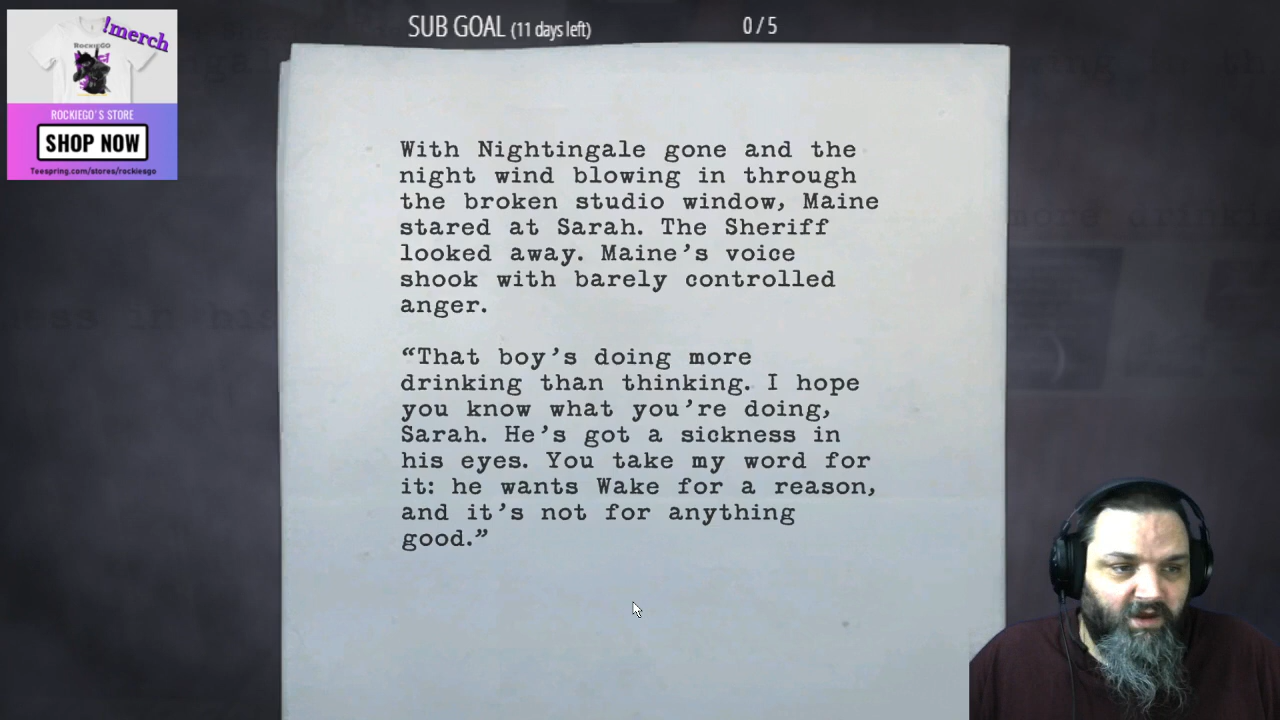 SUB GOAL (11 days left) 0 / 5
!merch
ROCKIEGO
ROCKIEGO'S STORE
SHOP NOW
Teespring.com/stores/rockiesgo
With Nightingale gone and the
night wind blowing in through
the broken studio window, Maine
stared at Sarah. The Sheriff
looked away. Maine’s voice
shook with barely controlled
anger.
“That boy’s doing more
drinking than thinking. I hope
you know what you’re doing,
Sarah. He’s got a sickness in
his eyes. You take my word for
it: he wants Wake for a reason,
and it’s not for anything
good.”